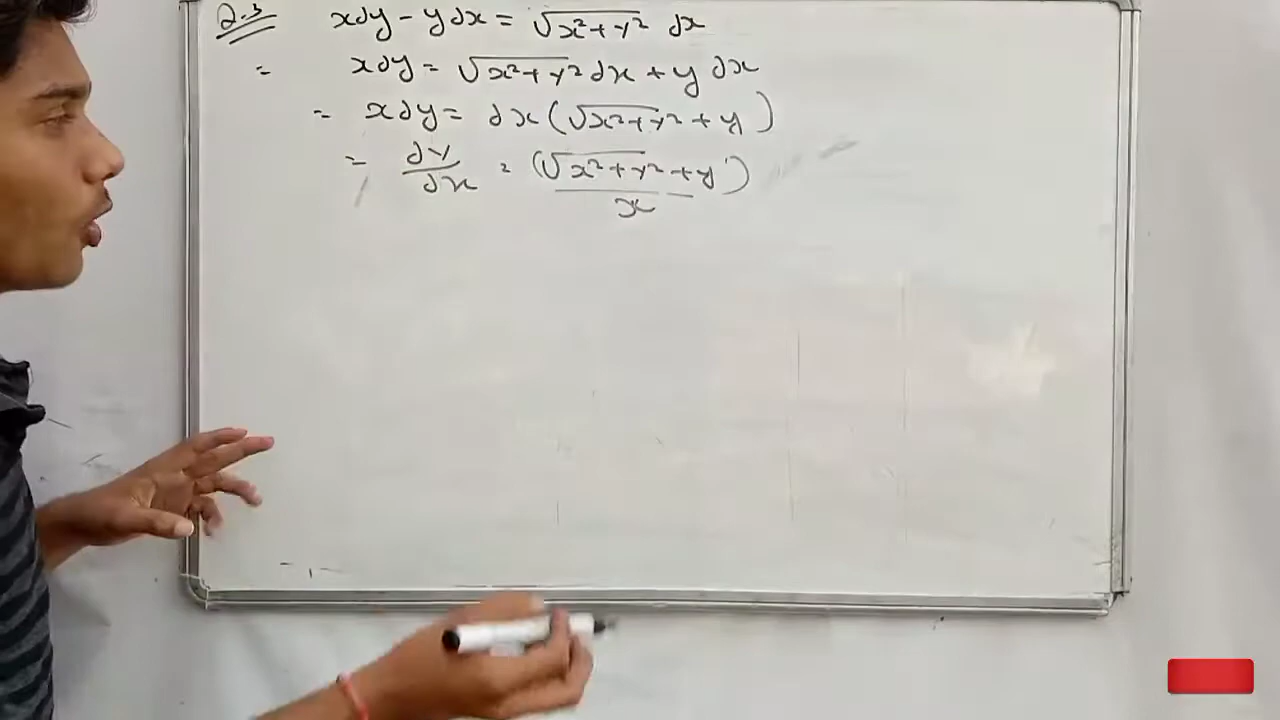 Q.3 xdy - ydx = √x²+y² dx
= xdy = √x²+y² dx + y dx
= xdy = dx (√x²+y² + y)
= dy/dx = (√x²+y² + y)/x